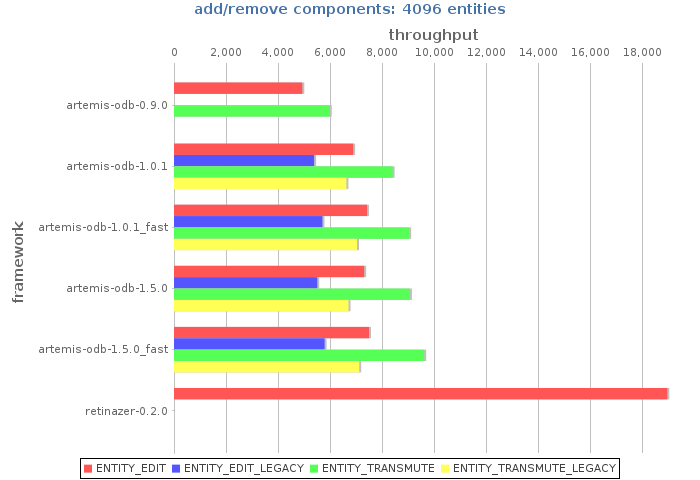 add/remove components: 4096 entities
throughput
0 2,000 4,000 6,000 8,000 10,000 12,000 14,000 16,000 18,000
framework
artemis-odb-0.9.0
artemis-odb-1.0.1
artemis-odb-1.0.1_fast
artemis-odb-1.5.0
artemis-odb-1.5.0_fast
retinazer-0.2.0
ENTITY_EDIT ENTITY_EDIT_LEGACY ENTITY_TRANSMUTE ENTITY_TRANSMUTE_LEGACY